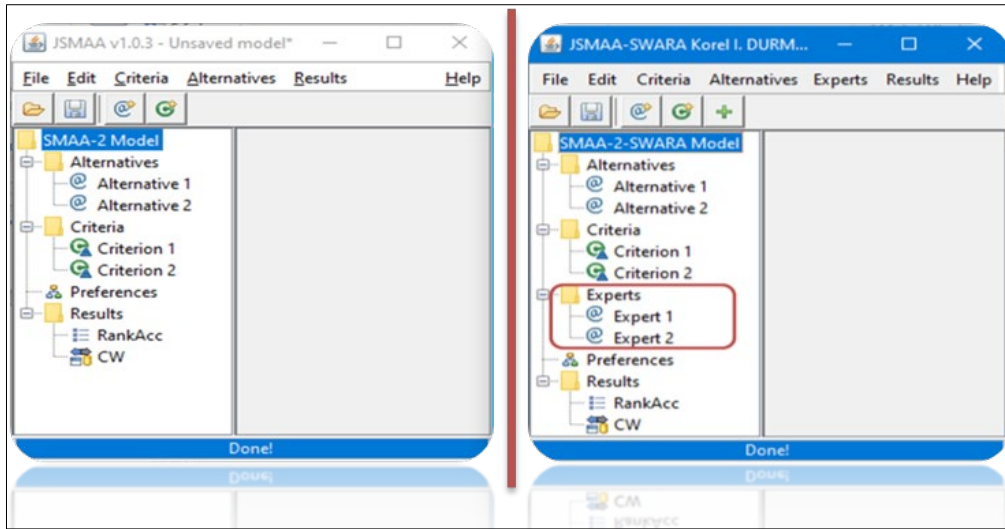 JSMAA v1.0.3 - Unsaved model*
File Edit Criteria Alternatives Results Help
SMAA-2 Model
Alternatives
Alternative 1
Alternative 2
Criteria
Criterion 1
Criterion 2
Preferences
Results
RankAcc
CW
Done!
JSMAA-SWARA Korel I. DURM...
File Edit Criteria Alternatives Experts Results Help
SMAA-2-SWARA Model
Alternatives
Alternative 1
Alternative 2
Criteria
Criterion 1
Criterion 2
Experts
Expert 1
Expert 2
Preferences
Results
RankAcc
CW
Done!